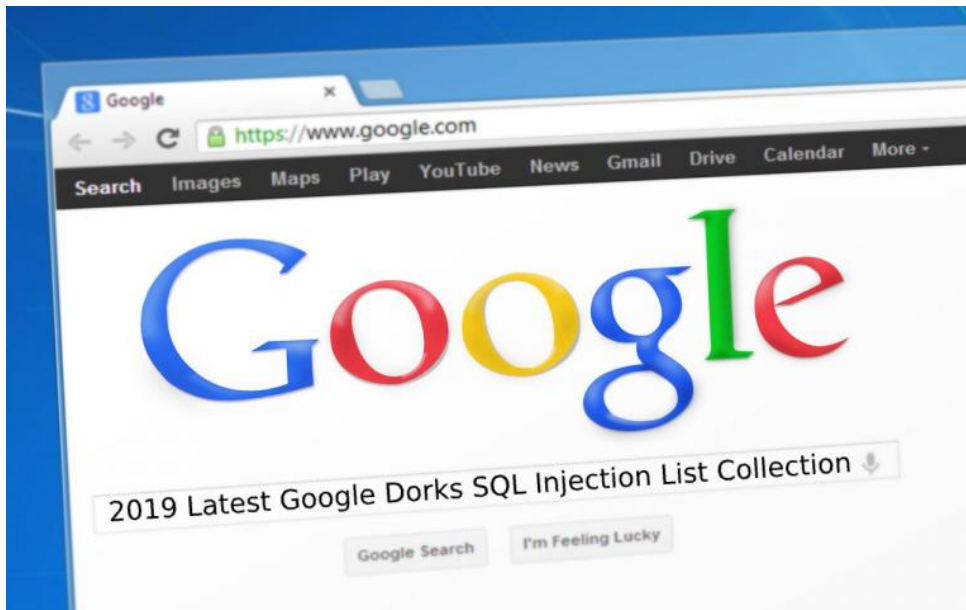 Google
https://www.google.com
Search Images Maps Play YouTube News Gmail Drive Calendar More
Google
2019 Latest Google Dorks SQL Injection List Collection
Google Search I'm Feeling Lucky